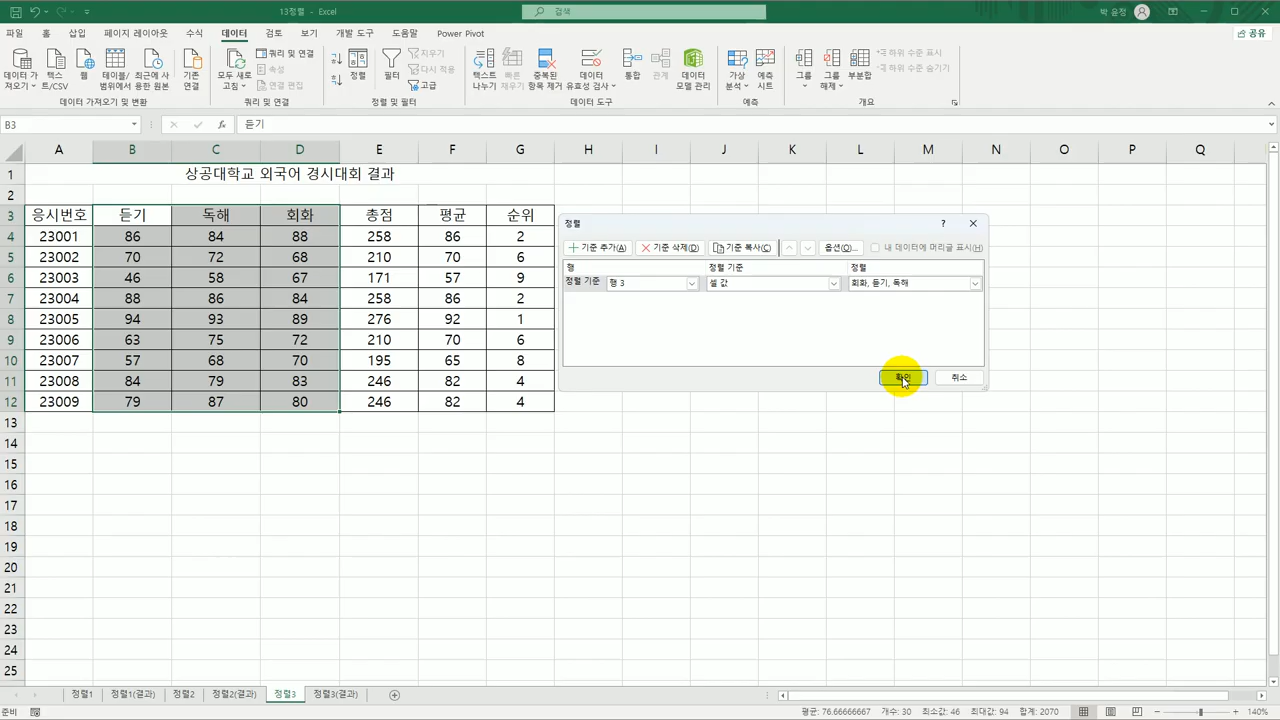 13정렬 - Excel
검색
박 윤정
파일 홈 삽입 페이지 레이아웃 수식 데이터 검토 보기 개발 도구 도움말 Power Pivot
공유
데이터 가져오기 텍스트/CSV 웹 테이블/범위에서 최근에 사용한 원본 기존 연결
데이터 가져오기 및 변환
모두 새로 고침 쿼리 및 연결 속성 연결 편집
쿼리 및 연결
정렬 필터 지우기 다시 적용 고급
정렬 및 필터
텍스트 나누기 빠른 채우기 중복된 항목 제거 데이터 유효성 검사 통합 관계 데이터 모델 관리
데이터 도구
가상 분석 예측 시트
예측
그룹 그룹 해제 부분합 하위 수준 표시 하위 수준 숨기기
개요
B3 fx 듣기
A B C D E F G H I J K L M N O P Q
1 상공대학교 외국어 경시대회 결과
2
3 응시번호 듣기 독해 회화 총점 평균 순위
4 23001 86 84 88 258 86 2
5 23002 70 72 68 210 70 6
6 23003 46 58 67 171 57 9
7 23004 88 86 84 258 86 2
8 23005 94 93 89 276 92 1
9 23006 63 75 72 210 70 6
10 23007 57 68 70 195 65 8
11 23008 84 79 83 246 82 4
12 23009 79 87 80 246 82 4
13
14
15
16
17
18
19
20
21
22
23
24
25
정렬 ?
기준 추가(A) 기준 삭제(D) 기준 복사(C) 옵션(O)... 내 데이터에 머리글 표시(H)
행 정렬 기준 정렬
정렬 기준 행 3 셀 값 회화, 듣기, 독해
확인 취소
정렬1 정렬1(결과) 정렬2 정렬2(결과) 정렬3 정렬3(결과)
준비 평균: 76.66666667 개수: 30 최소값: 46 최대값: 94 합계: 2070 140%